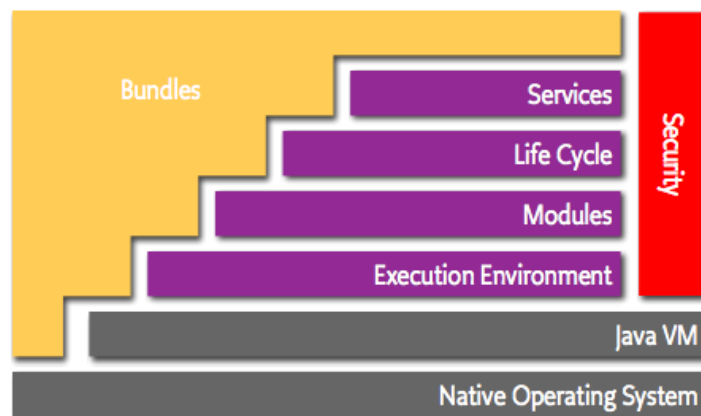 Bundles
Services
Life Cycle
Modules
Execution Environment
Security
Java VM
Native Operating System